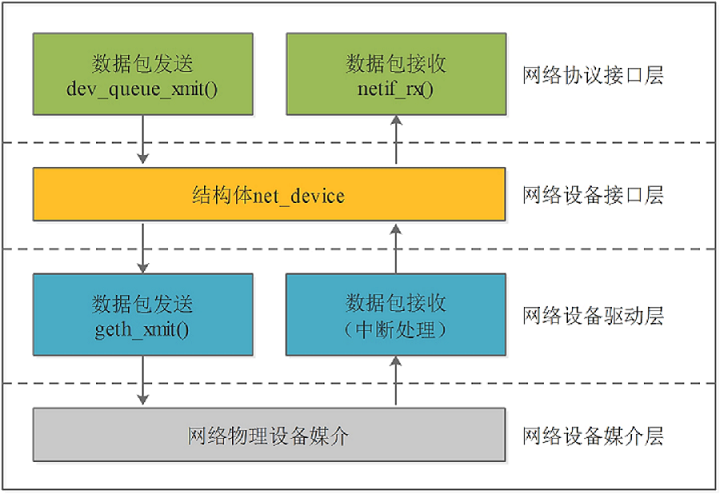 数据包发送
dev_queue_xmit()
数据包接收
netif_rx()
网络协议接口层
结构体net_device
网络设备接口层
数据包发送
geth_xmit()
数据包接收
（中断处理）
网络设备驱动层
网络物理设备媒介
网络设备媒介层